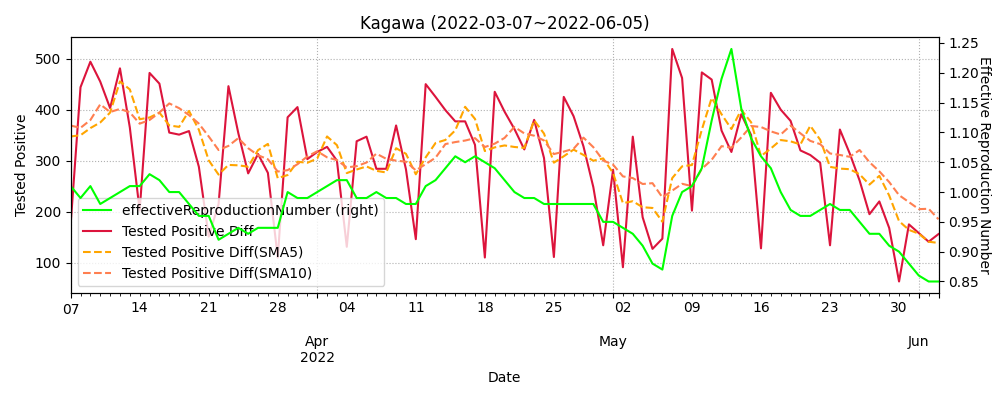 Kagawa (2022-03-07~2022-06-05)
Tested Positive
500
400
300
200
100
1.25
1.20
1.15
1.10
1.05
1.00
0.95
0.90
0.85
Effective Reproduction Number
effectiveReproductionNumber (right)
Tested Positive Diff
Tested Positive Diff(SMA5)
Tested Positive Diff(SMA10)
07 14 21 28 04 11 18 25 02 09 16 23 30
Apr May Jun
2022
Date